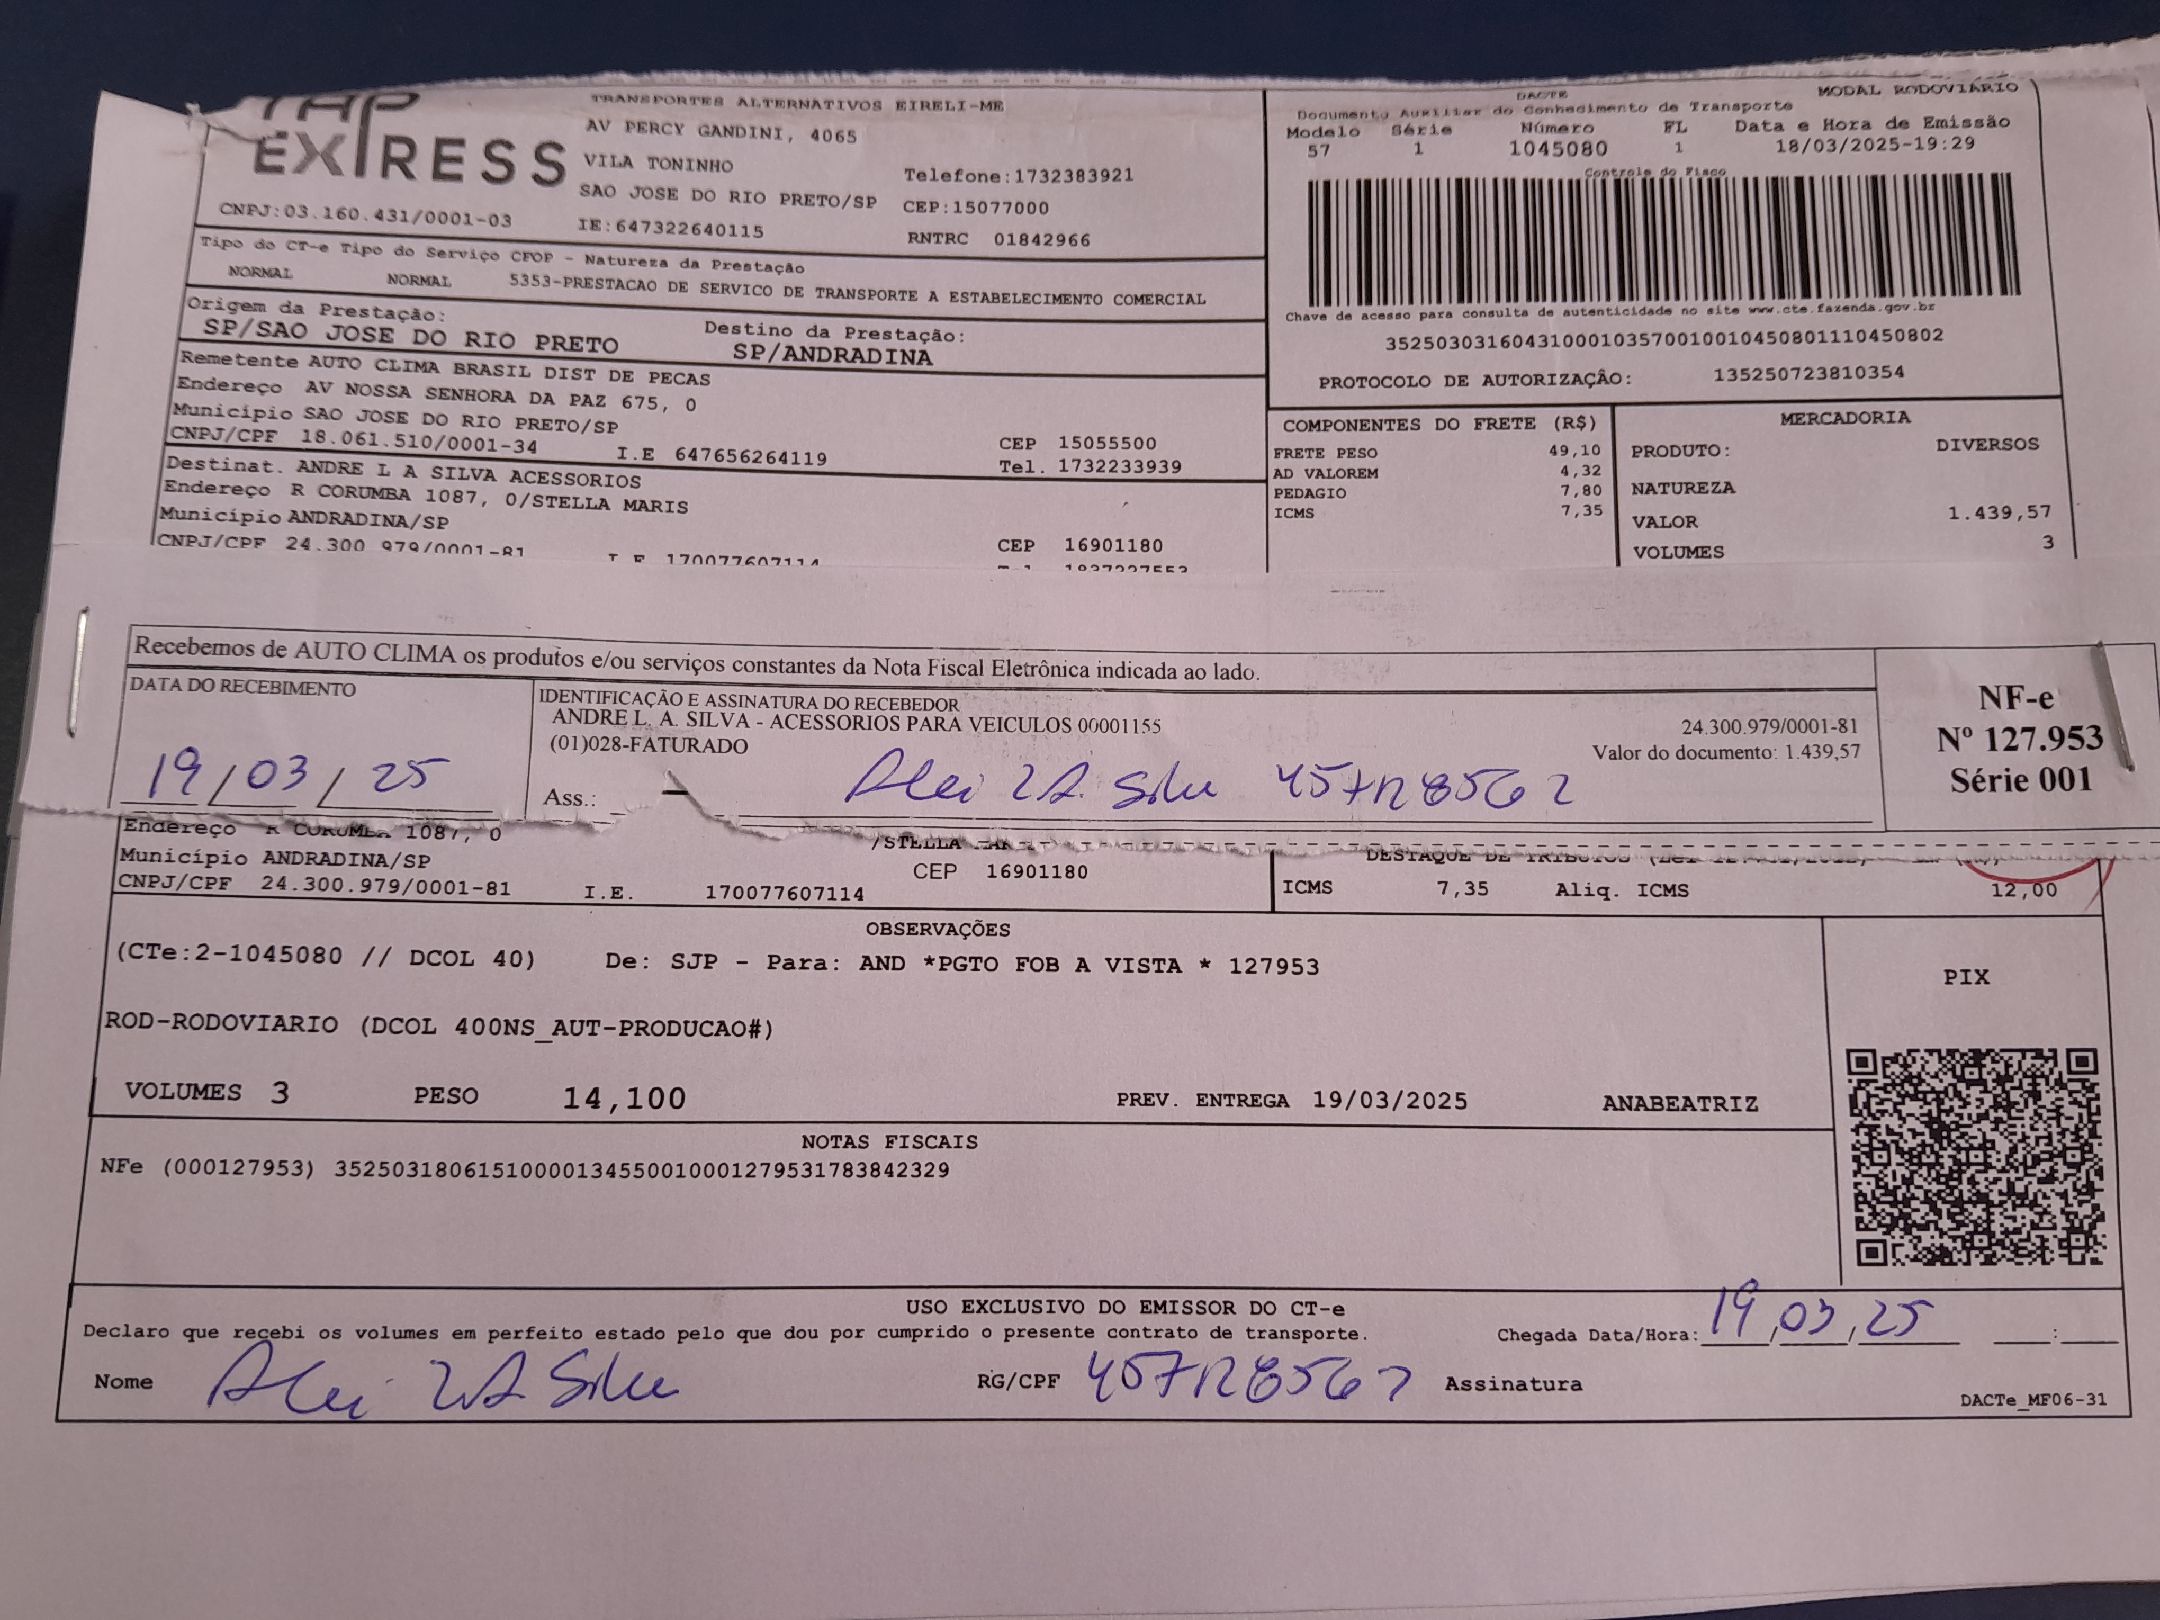 EXPRESS
TRANSPORTES ALTERNATIVOS EIRELI-ME
AV PERCY GANDINI, 4065
VILA TONINHO
Telefone:1732383921
SAO JOSE DO RIO PRETO/SP
CEP:15077000
CNPJ:03.160.431/0001-03
IE:647322640115
RNTRC 01842966
DACTE
MODAL RODOVIÁRIO
Documento Auxiliar do Conhecimento de Transporte
Modelo Série Número FL Data e Hora de Emissão
57 1 1045080 1 18/03/2025-19:29
Controle do Fisco
Chave de acesso para consulta de autenticidade no site www.cte.fazenda.gov.br
35250303160431000103570010010450801110450802
PROTOCOLO DE AUTORIZAÇÂO: 135250723810354
Tipo do CT-e Tipo do Serviço CFOP - Natureza da Prestação
NORMAL NORMAL 5353-PRESTACAO DE SERVICO DE TRANSPORTE A ESTABELECIMENTO COMERCIAL
Origem da Prestação:
SP/SAO JOSE DO RIO PRETO
Destino da Prestação:
SP/ANDRADINA
Remetente AUTO CLIMA BRASIL DIST DE PECAS
Endereço AV NOSSA SENHORA DA PAZ 675, 0
Município SAO JOSE DO RIO PRETO/SP
CEP 15055500
CNPJ/CPF 18.061.510/0001-34 I.E 647656264119 Tel. 1732233939
Destinat. ANDRE L A SILVA ACESSORIOS
Endereço R CORUMBA 1087, 0/STELLA MARIS
Município ANDRADINA/SP
CEP 16901180
CNPJ/CPF 24.300.979/0001-81 I.E 170077607114
COMPONENTES DO FRETE (R$)
FRETE PESO 49,10
AD VALOREM 4,32
PEDAGIO 7,80
ICMS 7,35
MERCADORIA
PRODUTO: DIVERSOS
NATUREZA
VALOR 1.439,57
VOLUMES 3
Recebemos de AUTO CLIMA os produtos e/ou serviços constantes da Nota Fiscal Eletrônica indicada ao lado.
DATA DO RECEBIMENTO
19/03/25
IDENTIFICAÇÃO E ASSINATURA DO RECEBEDOR
ANDRE L. A. SILVA - ACESSORIOS PARA VEICULOS 00001155
24.300.979/0001-81
(01)028-FATURADO
Valor do documento: 1.439,57
Ass.:
NF-e
Nº 127.953
Série 001
Endereço R CORUMBA 1087, 0
Município ANDRADINA/SP
CEP 16901180
CNPJ/CPF 24.300.979/0001-81 I.E. 170077607114
DESTAQUE DE TRIBUTOS
ICMS 7,35 Aliq. ICMS 12,00
OBSERVAÇÕES
(CTe:2-1045080 // DCOL 40) De: SJP - Para: AND *PGTO FOB A VISTA * 127953
ROD-RODOVIARIO (DCOL 400NS_AUT-PRODUCAO#)
VOLUMES 3 PESO 14,100 PREV. ENTREGA 19/03/2025 ANABEATRIZ
PIX
NOTAS FISCAIS
NFe (000127953) 35250318061510000134550010001279531783842329
USO EXCLUSIVO DO EMISSOR DO CT-e
Declaro que recebi os volumes em perfeito estado pelo que dou por cumprido o presente contrato de transporte.
Chegada Data/Hora: 19/03/25 :
Nome
RG/CPF
Assinatura
DACTe_MF06-31